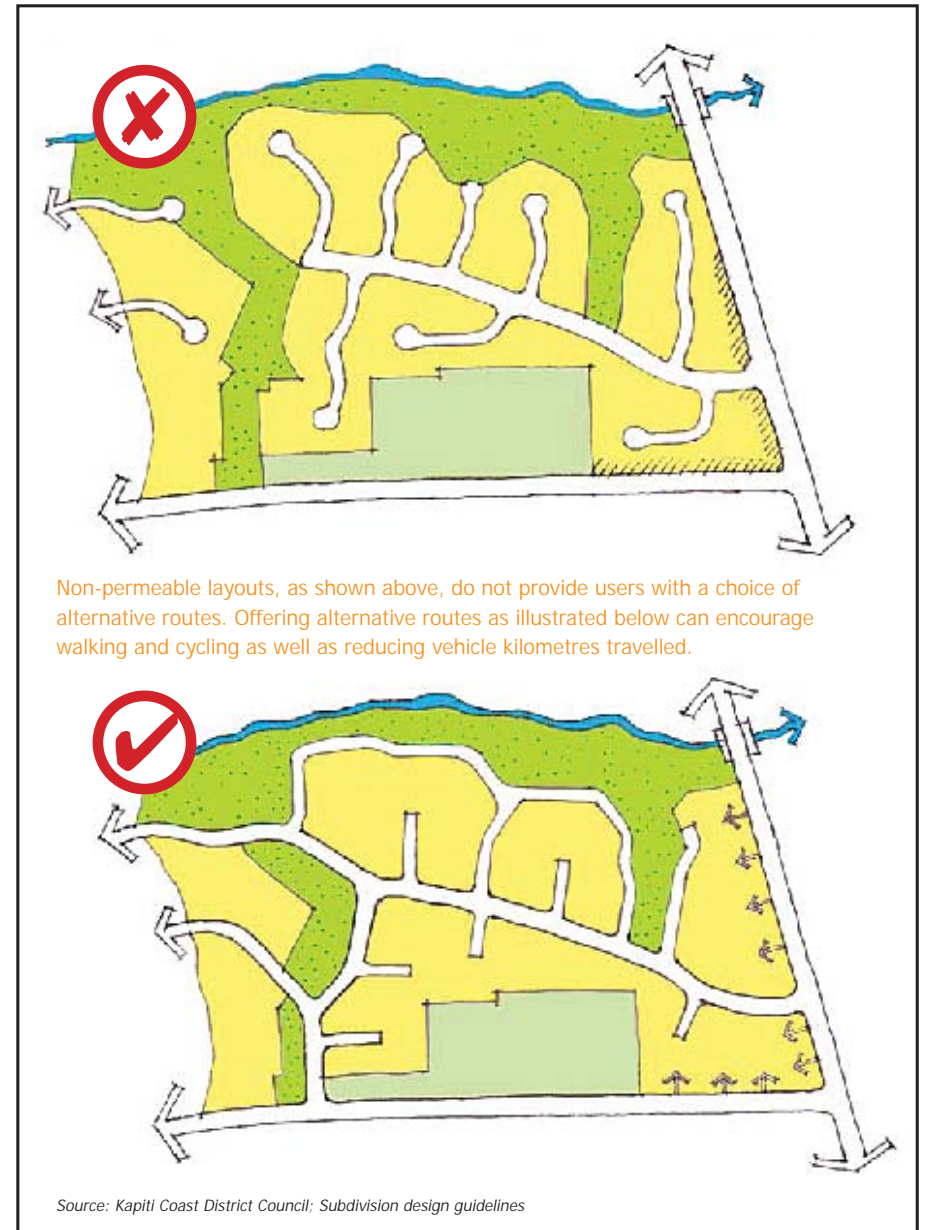 Non-permeable layouts, as shown above, do not provide users with a choice of
alternative routes. Offering alternative routes as illustrated below can encourage
walking and cycling as well as reducing vehicle kilometres travelled.
Source: Kapiti Coast District Council; Subdivision design guidelines